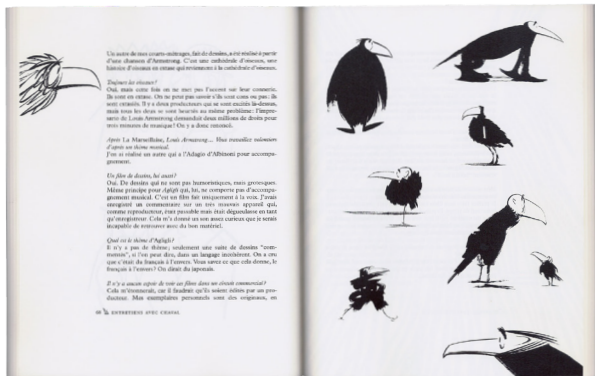 Un autre de mes courts-métrages, fait de dessins, a été réalisé à partir
d'une chanson d'Armstrong. C'est une cathédrale d'oiseaux, une
histoire d'oiseaux en extase qui reviennent à la cathédrale d'oiseaux.
Toujours les oiseaux?
Oui. Mais cette fois on ne met pas l'accent sur leur connerie.
Ils sont en extase. On ne peut pas savoir s'ils sont cons ou pas: ils
sont extasiés. Il y a deux producteurs qui se sont excités là-dessus,
mais tous les deux se sont heurtés au même problème: l'impre-
sario de Louis Armstrong demandait deux millions de droits pour
trois minutes de musique! On y a donc renoncé.
Après La Marseillaise, Louis Armstrong... Vous travaillez volontiers
d'après un thème musical.
J'en ai réalisé un autre qui a l'Adagio d'Albinoni pour accompa-
gnement.
Un film de dessins, lui aussi?
Oui. De dessins qui ne sont pas humoristiques, mais grotesques.
Même principe pour qui, lui, ne comporte pas d'accompa-
gnement musical. C'est un film fait uniquement à la voix. J'avais
enregistré un commentaire sur un très mauvais appareil qui,
comme reproducteur, était passable mais était dégueulasse en tant
qu'enregistreur. Cela m'a donné un son assez curieux que je serais
incapable de retrouver avec du bon matériel.
Quel est le thème
Il n'y a pas de thème; seulement une suite de dessins "com-
mentés", si l'on peut dire, dans un langage incohérent. On a cru
que c'était du français à l'envers. Vous savez ce que cela donne, le
français à l'envers? On dirait du japonais.
Il n'y a aucun espoir de voir ces films dans un circuit commercial?
Cela m'étonnerait, car il faudrait qu'ils soient édités par un pro-
ducteur. Mes exemplaires personnels sont des originaux, en
ENTRETIENS AVEC CHAVAL